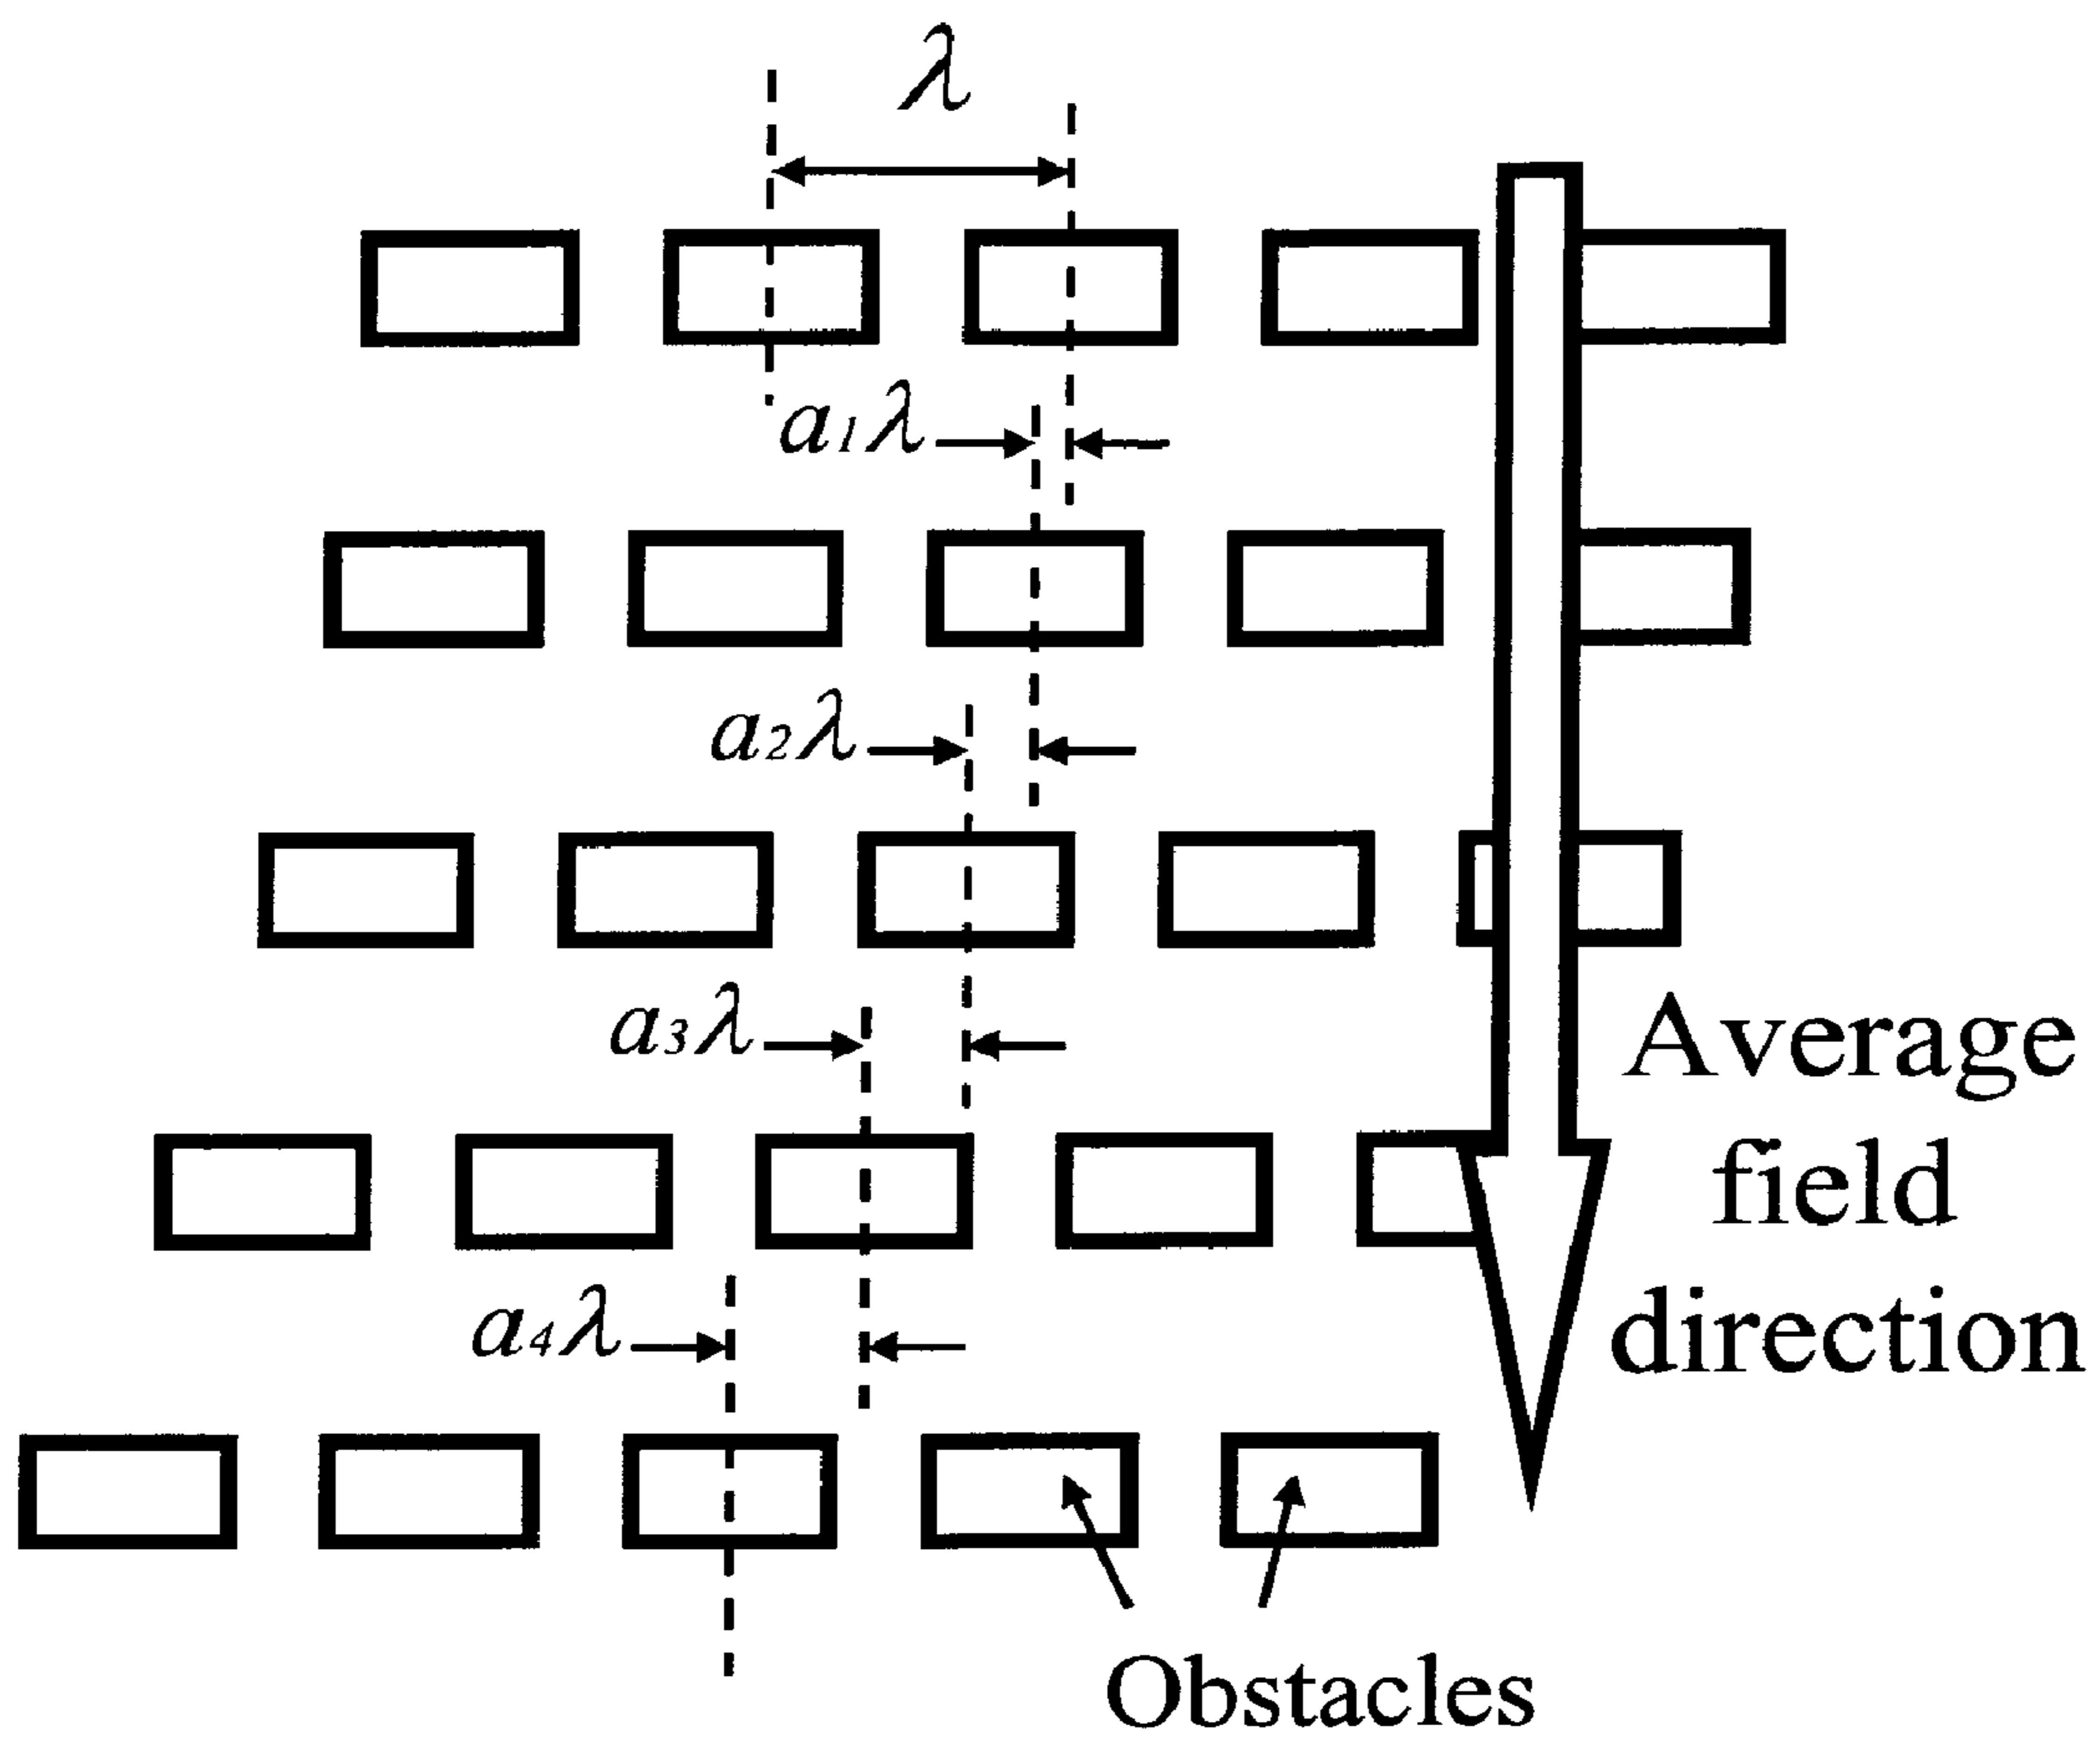 λ
a₁λ
a₂λ
a₃λ
a₄λ
Average
field
direction
Obstacles